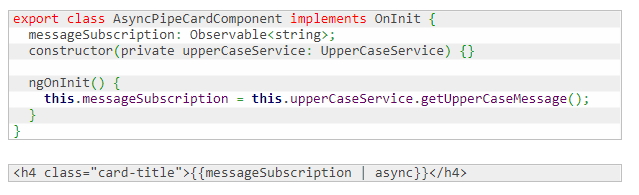 export class AsyncPipeCardComponent implements OnInit {
  messageSubscription: Observable<string>;
  constructor(private upperCaseService: UpperCaseService) {}

  ngOnInit() {
    this.messageSubscription = this.upperCaseService.getUpperCaseMessage();
  }
}

<h4 class="card-title">{{messageSubscription | async}}</h4>